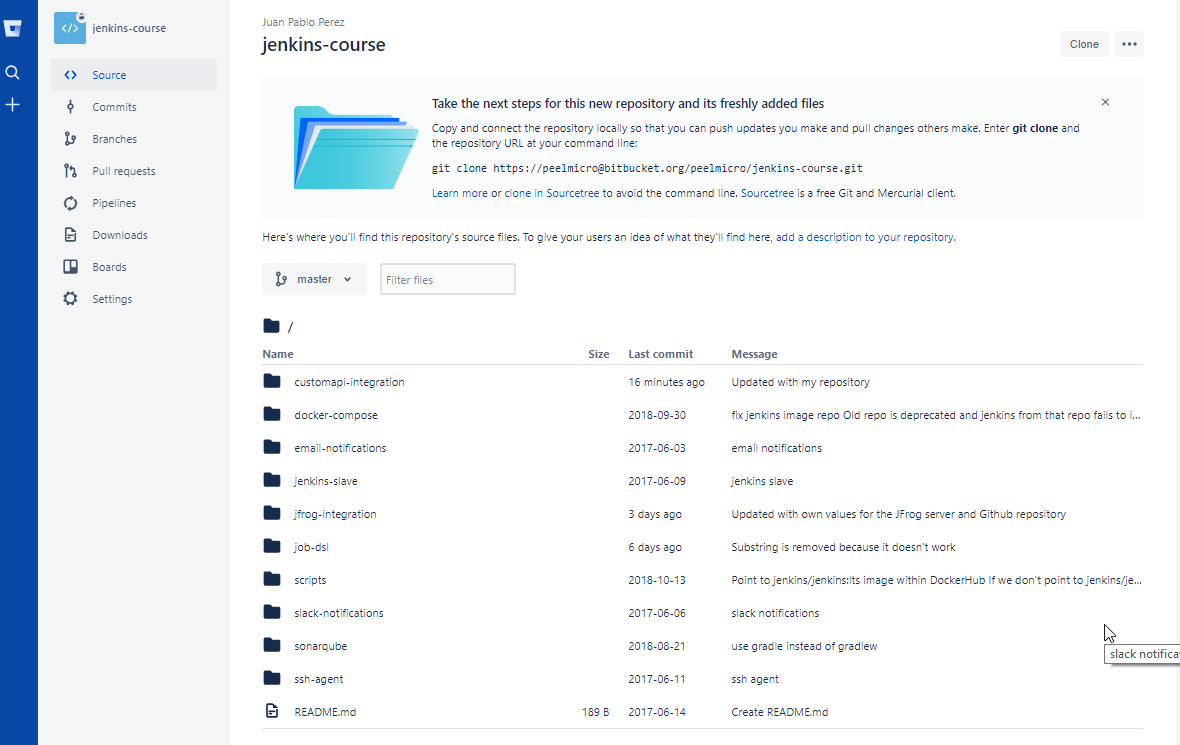 jenkins-course
Source
Commits
Branches
Pull requests
Pipelines
Downloads
Boards
Settings
Juan Pablo Perez
jenkins-course
Clone
Take the next steps for this new repository and its freshly added files
Copy and connect the repository locally so that you can push updates you make and pull changes others make. Enter git clone and
the repository URL at your command line:
git clone https://peelmicro@bitbucket.org/peelmicro/jenkins-course.git
Learn more or clone in Sourcetree to avoid the command line. Sourcetree is a free Git and Mercurial client.
Here's where you'll find this repository's source files. To give your users an idea of what they'll find here, add a description to your repository.
master
Filter files
/
Name Size Last commit Message
customapi-integration 16 minutes ago Updated with my repository
docker-compose 2018-09-30 fix jenkins image repo Old repo is deprecated and jenkins from that repo fails to i...
email-notifications 2017-06-03 email notifications
jenkins-slave 2017-06-09 jenkins slave
jfrog-integration 3 days ago Updated with own values for the JFrog server and Github repository
job-dsl 6 days ago Substring is removed because it doesn't work
scripts 2018-10-13 Point to jenkins/jenkins:lts image within DockerHub If we don't point to jenkins/je...
slack-notifications 2017-06-06 slack notifications
sonarqube 2018-08-21 use gradle instead of gradlew
slack notifica
ssh-agent 2017-06-11 ssh agent
README.md 189 B 2017-06-14 Create README.md